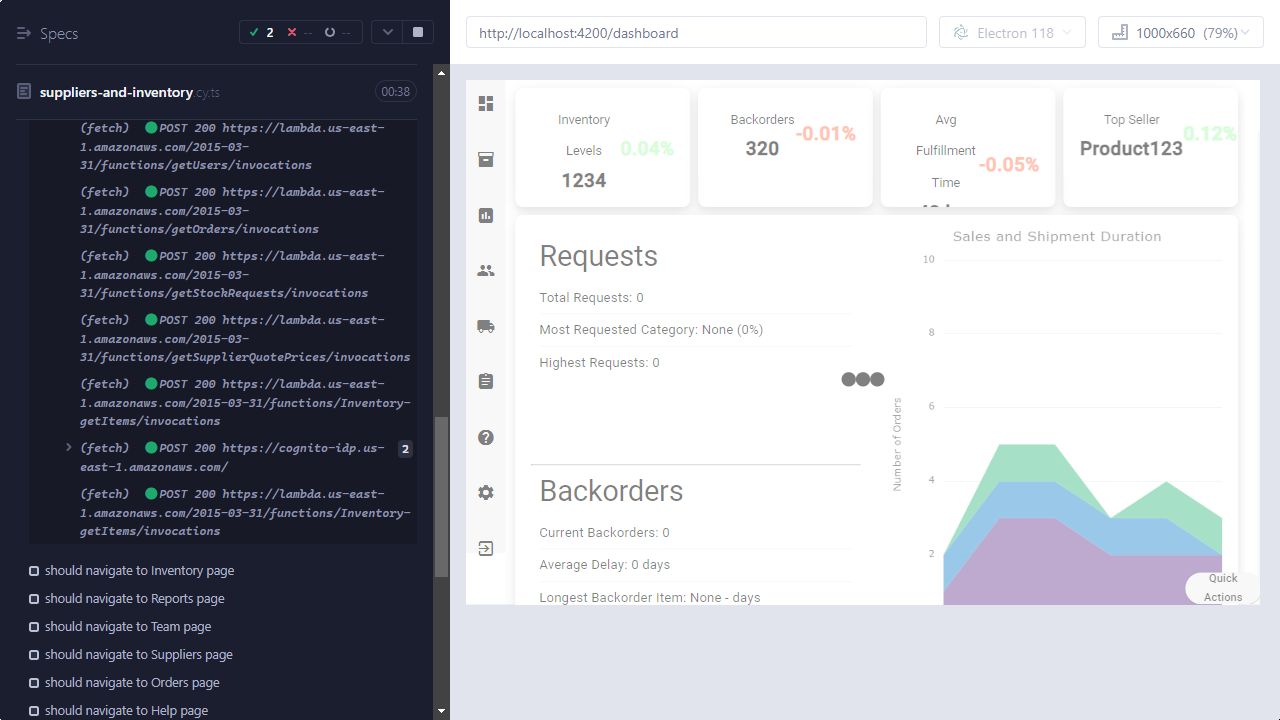 Specs
2
--
--
suppliers-and-inventory.cy.ts
00:38
(fetch) POST 200 https://lambda.us-east-
1.amazonaws.com/2015-03-
31/functions/getUsers/invocations
(fetch) POST 200 https://lambda.us-east-
1.amazonaws.com/2015-03-
31/functions/getOrders/invocations
(fetch) POST 200 https://lambda.us-east-
1.amazonaws.com/2015-03-
31/functions/getStockRequests/invocations
(fetch) POST 200 https://lambda.us-east-
1.amazonaws.com/2015-03-
31/functions/getSupplierQuotePrices/invocations
(fetch) POST 200 https://lambda.us-east-
1.amazonaws.com/2015-03-31/functions/Inventory-
getItems/invocations
(fetch) POST 200 https://cognito-idp.us-
east-1.amazonaws.com/
2
(fetch) POST 200 https://lambda.us-east-
1.amazonaws.com/2015-03-31/functions/Inventory-
getItems/invocations
should navigate to Inventory page
should navigate to Reports page
should navigate to Team page
should navigate to Suppliers page
should navigate to Orders page
should navigate to Help page
http://localhost:4200/dashboard
Electron 118
1000x660 (79%)
Inventory
Levels
1234
0.04%
Backorders
320
-0.01%
Avg
Fulfillment
Time
-0.05%
Top Seller
Product123
0.12%
Requests
Total Requests: 0
Most Requested Category: None (0%)
Highest Requests: 0
Backorders
Current Backorders: 0
Average Delay: 0 days
Longest Backorder Item: None - days
Sales and Shipment Duration
Number of Orders
10
8
6
4
2
Quick
Actions